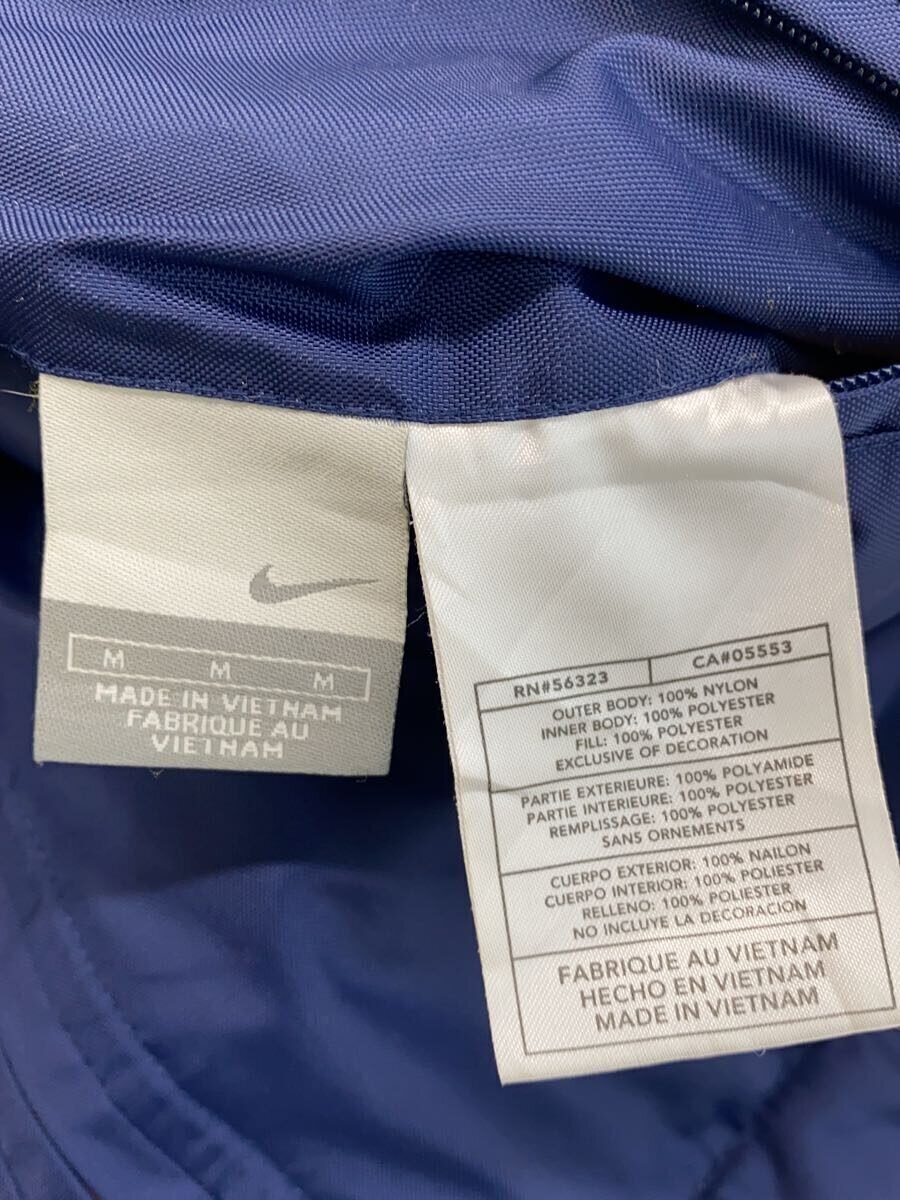 M M M
MADE IN VIETNAM
FABRIQUE AU
VIETNAM
RN#56323 CA#05553
OUTER BODY: 100% NYLON
INNER BODY: 100% POLYESTER
FILL: 100% POLYESTER
EXCLUSIVE OF DECORATION
PARTIE EXTERIEURE: 100% POLYAMIDE
PARTIE INTERIEURE: 100% POLYESTER
REMPLISSAGE: 100% POLYESTER
SANS ORNEMENTS
CUERPO EXTERIOR: 100% NAILON
CUERPO INTERIOR: 100% POLIESTER
RELLENO: 100% POLIESTER
NO INCLUYE LA DECORACION
FABRIQUE AU VIETNAM
HECHO EN VIETNAM
MADE IN VIETNAM